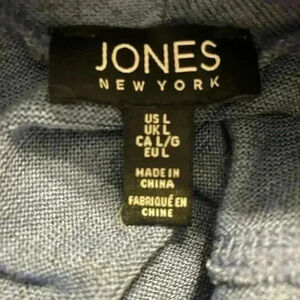 JONES
NEW YORK
US L
UK L
CA L/G
EU L
MADE IN
CHINA
FABRIQUÉ EN
CHINE